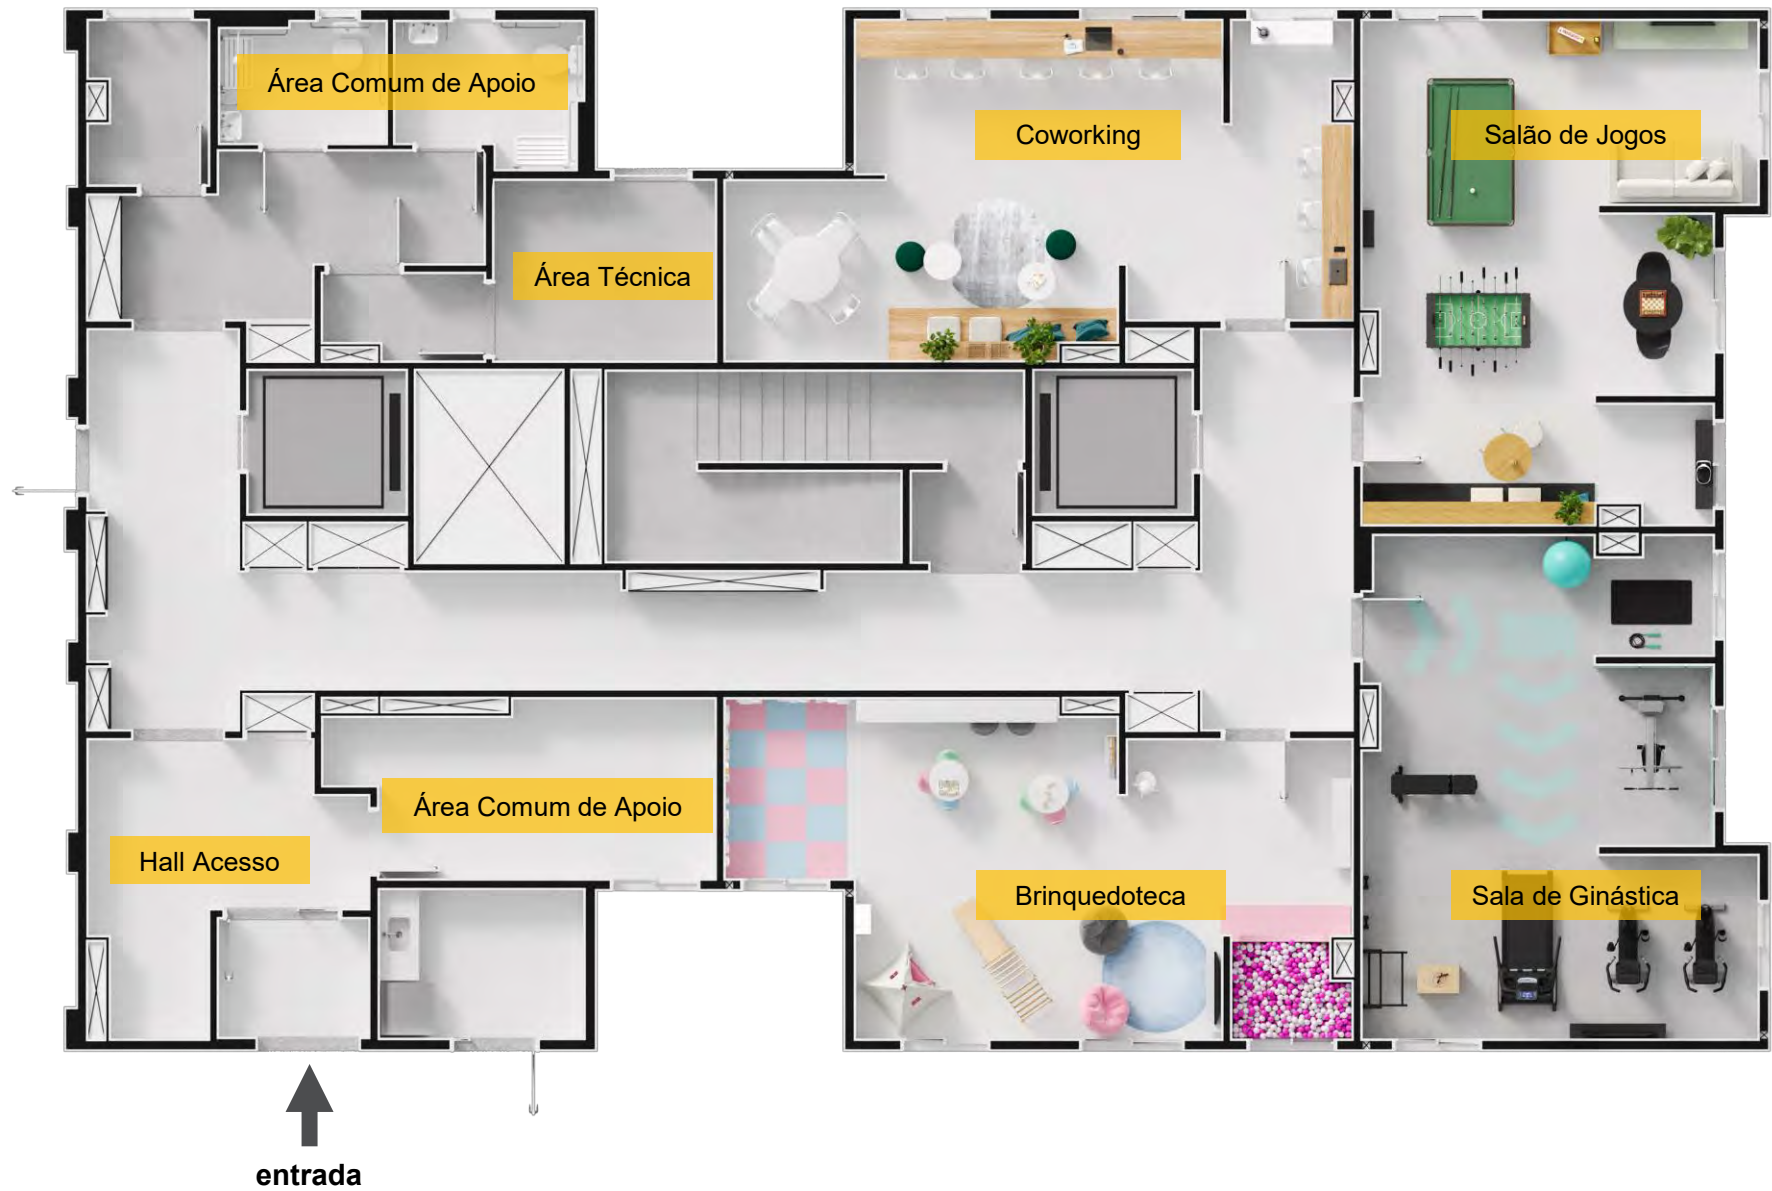 Área Comum de Apoio
Coworking
Salão de Jogos
Área Técnica
Área Comum de Apoio
Hall Acesso
Brinquedoteca
Sala de Ginástica
entrada